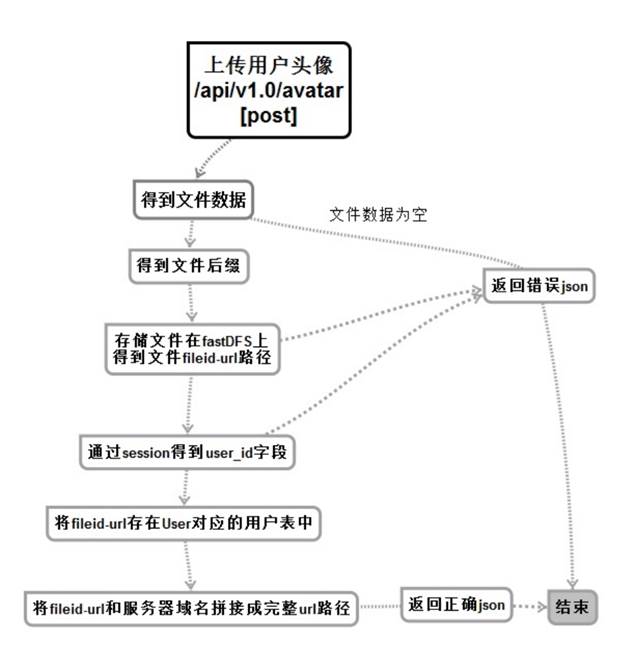 上传用户头像
/api/v1.0/avatar
[post]
得到文件数据
文件数据为空
得到文件后缀
返回错误json
存储文件在fastDFS上
得到文件fileid-url路径
通过session得到user_id字段
将fileid-url存在User对应的用户表中
将fileid-url和服务器域名拼接成完整url路径
返回正确json
结束